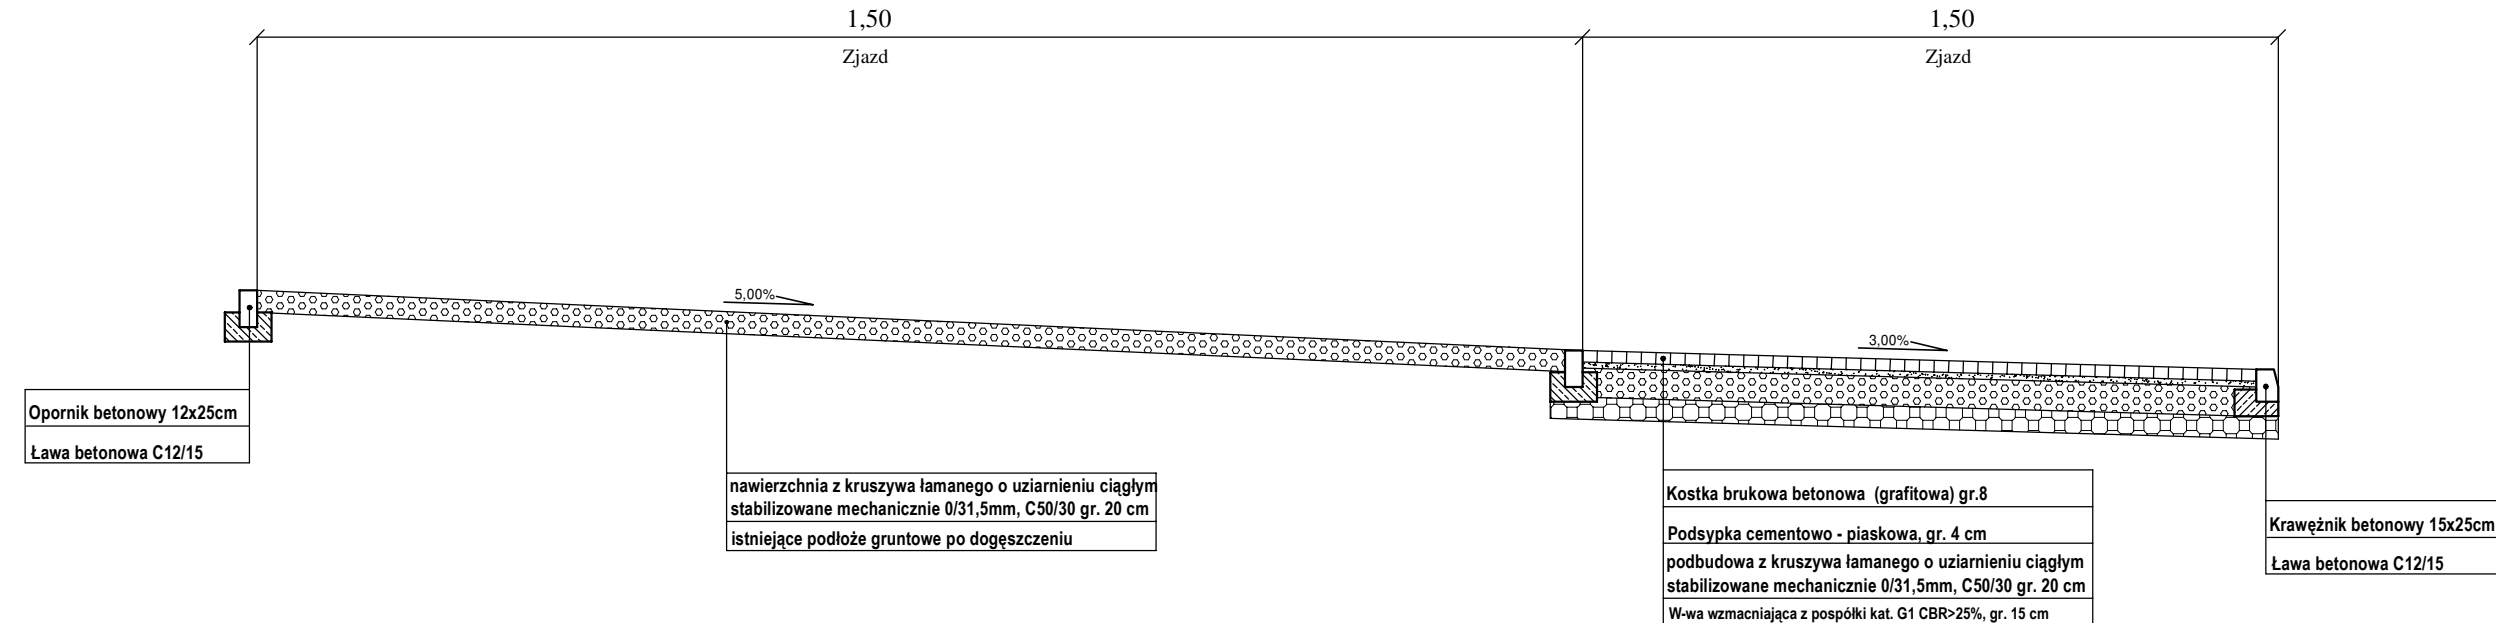 1,50
Zjazd
1,50
Zjazd
5,00%
3,00%
Opornik betonowy 12x25cm
Ława betonowa C12/15
nawierzchnia z kruszywa łamanego o uziarnieniu ciągłym
stabilizowane mechanicznie 0/31,5mm, C50/30 gr. 20 cm
istniejące podłoże gruntowe po dogęszczeniu
Kostka brukowa betonowa (grafitowa) gr.8
Podsypka cementowo - piaskowa, gr. 4 cm
podbudowa z kruszywa łamanego o uziarnieniu ciągłym
stabilizowane mechanicznie 0/31,5mm, C50/30 gr. 20 cm
W-wa wzmacniająca z pospółki kat. G1 CBR>25%, gr. 15 cm
Krawężnik betonowy 15x25cm
Ława betonowa C12/15